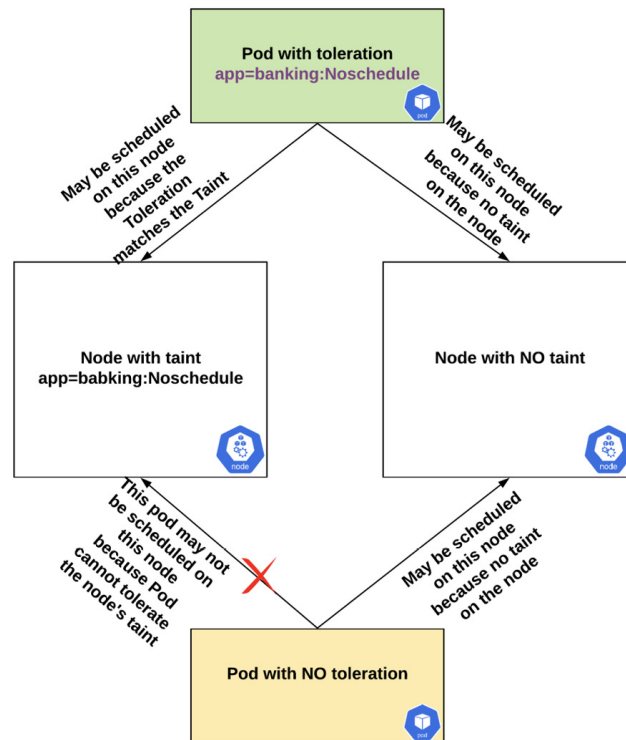 Pod with toleration
app=banking:Noschedule
pod
May be scheduled
on this node
because the
Toleration
matches the Taint
May be scheduled
on this node
because no taint
on the node
Node with taint
app=babking:Noschedule
node
Node with NO taint
node
This pod may not
be scheduled on
this node
because Pod
cannot tolerate
the node's taint
May be scheduled
on this node
because no taint
on the node
Pod with NO toleration
pod